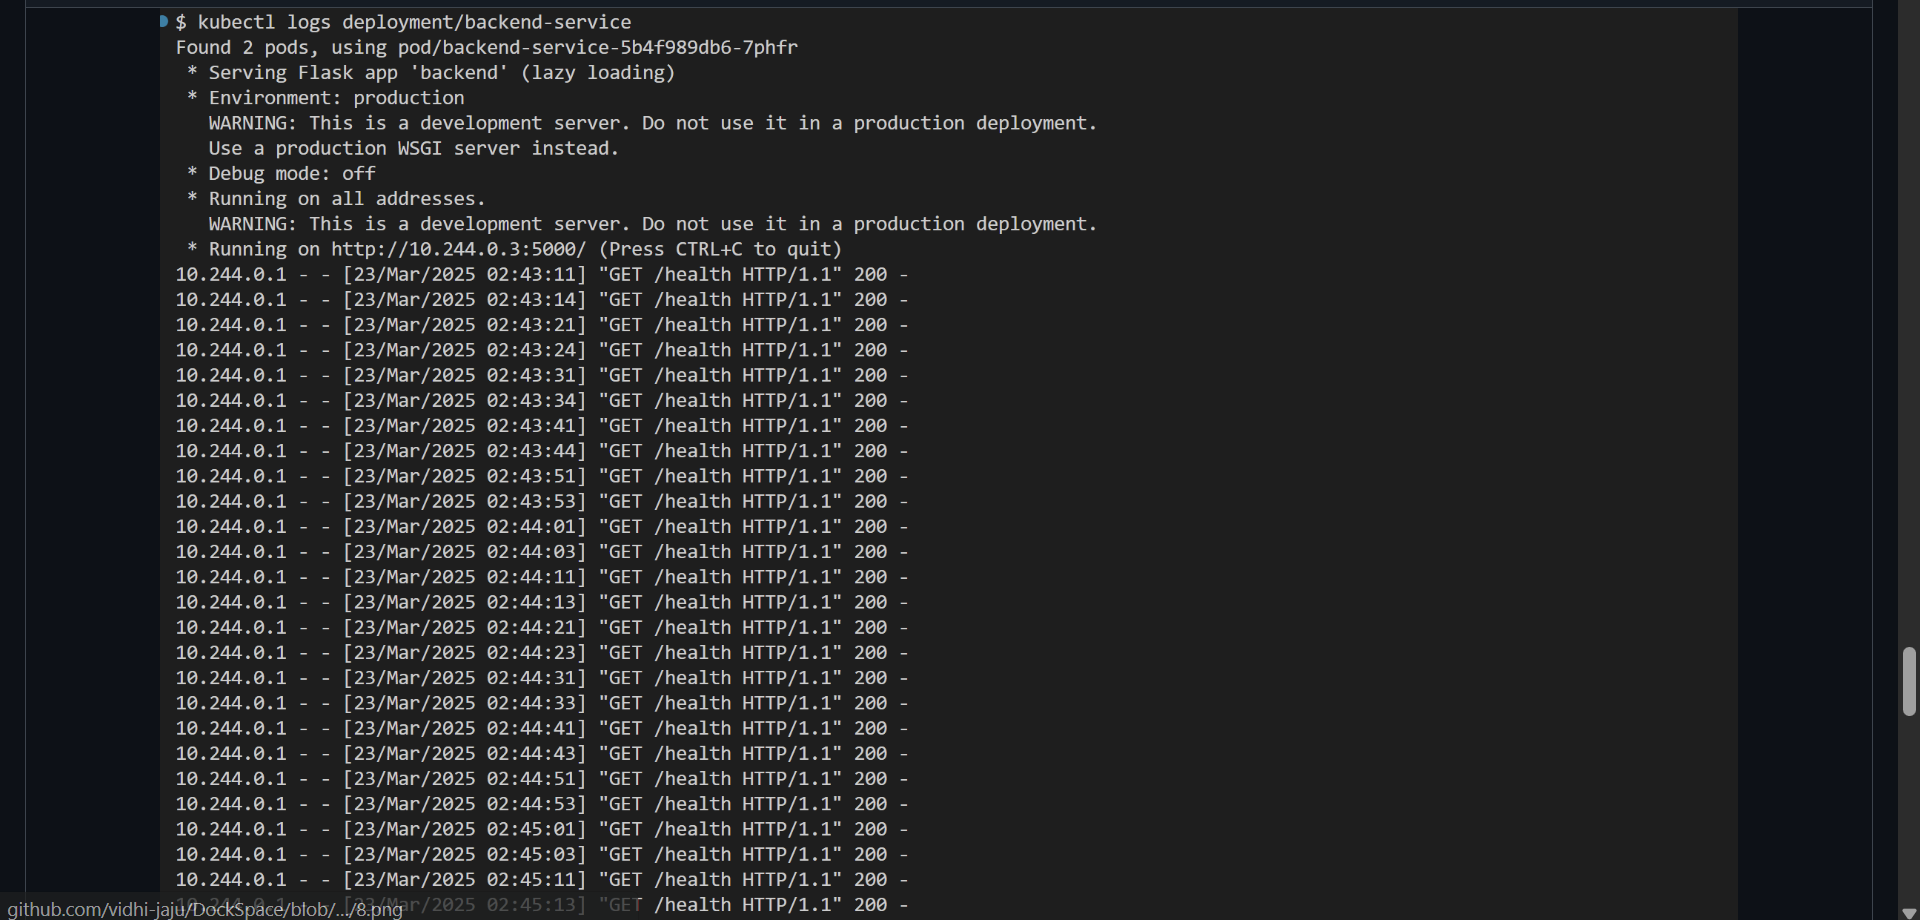 $ kubectl logs deployment/backend-service
Found 2 pods, using pod/backend-service-5b4f989db6-7phfr
 * Serving Flask app 'backend' (lazy loading)
 * Environment: production
   WARNING: This is a development server. Do not use it in a production deployment.
   Use a production WSGI server instead.
 * Debug mode: off
 * Running on all addresses.
   WARNING: This is a development server. Do not use it in a production deployment.
 * Running on http://10.244.0.3:5000/ (Press CTRL+C to quit)
10.244.0.1 - - [23/Mar/2025 02:43:11] "GET /health HTTP/1.1" 200 -
10.244.0.1 - - [23/Mar/2025 02:43:14] "GET /health HTTP/1.1" 200 -
10.244.0.1 - - [23/Mar/2025 02:43:21] "GET /health HTTP/1.1" 200 -
10.244.0.1 - - [23/Mar/2025 02:43:24] "GET /health HTTP/1.1" 200 -
10.244.0.1 - - [23/Mar/2025 02:43:31] "GET /health HTTP/1.1" 200 -
10.244.0.1 - - [23/Mar/2025 02:43:34] "GET /health HTTP/1.1" 200 -
10.244.0.1 - - [23/Mar/2025 02:43:41] "GET /health HTTP/1.1" 200 -
10.244.0.1 - - [23/Mar/2025 02:43:44] "GET /health HTTP/1.1" 200 -
10.244.0.1 - - [23/Mar/2025 02:43:51] "GET /health HTTP/1.1" 200 -
10.244.0.1 - - [23/Mar/2025 02:43:53] "GET /health HTTP/1.1" 200 -
10.244.0.1 - - [23/Mar/2025 02:44:01] "GET /health HTTP/1.1" 200 -
10.244.0.1 - - [23/Mar/2025 02:44:03] "GET /health HTTP/1.1" 200 -
10.244.0.1 - - [23/Mar/2025 02:44:11] "GET /health HTTP/1.1" 200 -
10.244.0.1 - - [23/Mar/2025 02:44:13] "GET /health HTTP/1.1" 200 -
10.244.0.1 - - [23/Mar/2025 02:44:21] "GET /health HTTP/1.1" 200 -
10.244.0.1 - - [23/Mar/2025 02:44:23] "GET /health HTTP/1.1" 200 -
10.244.0.1 - - [23/Mar/2025 02:44:31] "GET /health HTTP/1.1" 200 -
10.244.0.1 - - [23/Mar/2025 02:44:33] "GET /health HTTP/1.1" 200 -
10.244.0.1 - - [23/Mar/2025 02:44:41] "GET /health HTTP/1.1" 200 -
10.244.0.1 - - [23/Mar/2025 02:44:43] "GET /health HTTP/1.1" 200 -
10.244.0.1 - - [23/Mar/2025 02:44:51] "GET /health HTTP/1.1" 200 -
10.244.0.1 - - [23/Mar/2025 02:44:53] "GET /health HTTP/1.1" 200 -
10.244.0.1 - - [23/Mar/2025 02:45:01] "GET /health HTTP/1.1" 200 -
10.244.0.1 - - [23/Mar/2025 02:45:03] "GET /health HTTP/1.1" 200 -
10.244.0.1 - - [23/Mar/2025 02:45:11] "GET /health HTTP/1.1" 200 -
02:45:13] "GET /health HTTP/1.1" 200 -
github.com/vidhi-jaju/DockSpace/blob/.../8.png